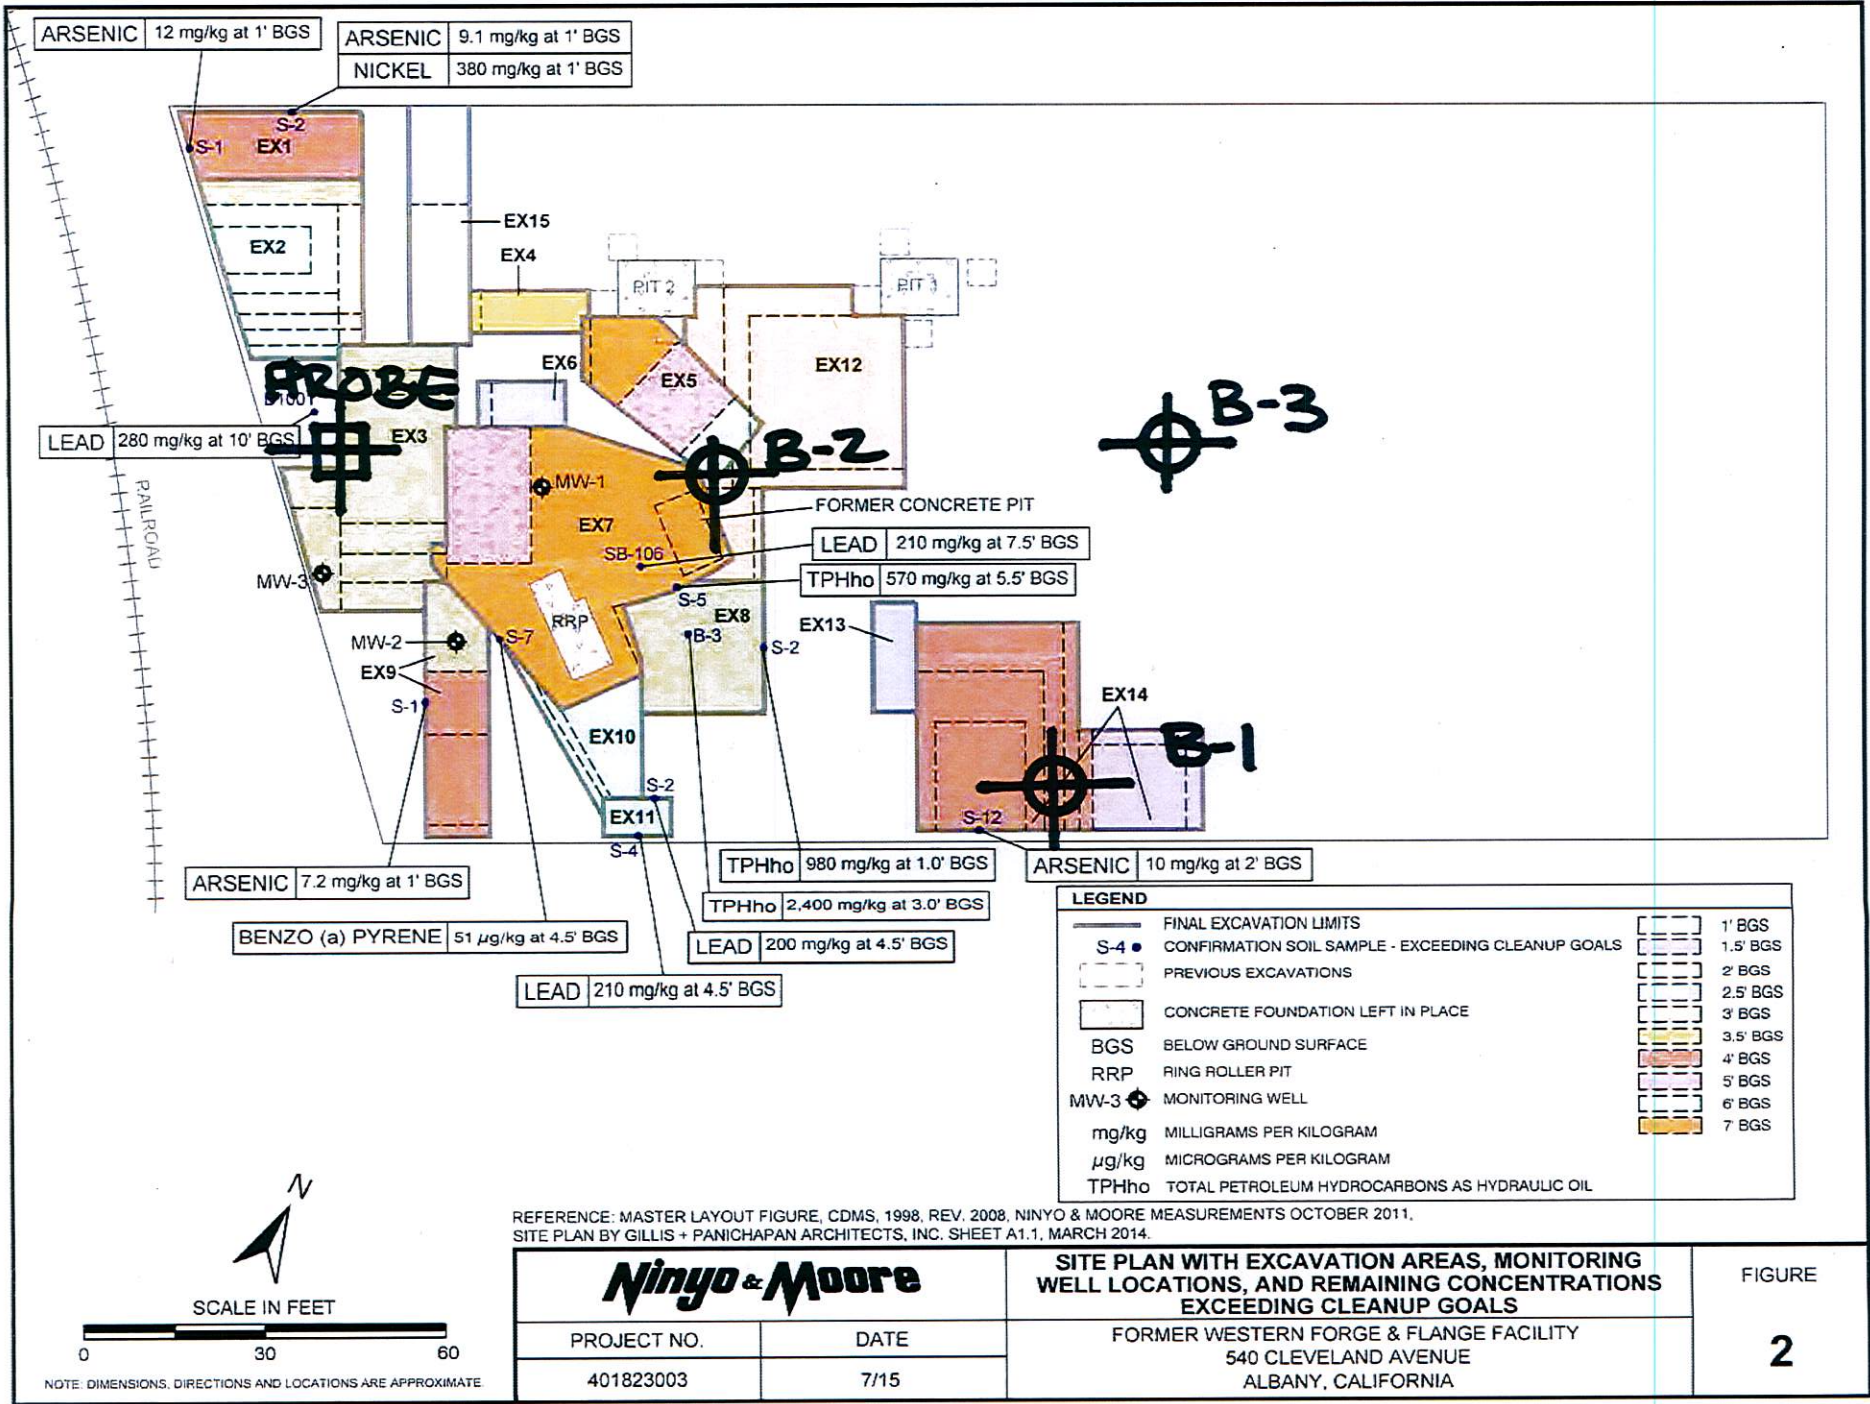 ARSENIC 12 mg/kg at 1' BGS
ARSENIC 9.1 mg/kg at 1' BGS
NICKEL 380 mg/kg at 1' BGS
S-2
S-1
EX1
EX15
EX2
EX4
PIT 2
EX12
EX6
EX5
PROBE
B-3
LEAD 280 mg/kg at 10' BGS
EX3
B-2
RAILROAD
MW-1
EX7
FORMER CONCRETE PIT
SB-106
LEAD 210 mg/kg at 7.5' BGS
MW-3
TPHho 570 mg/kg at 5.5' BGS
S-5
RRP
EX8
EX13
MW-2
S-7
B-3
S-2
EX9
EX14
S-1
EX10
B-1
S-2
EX11
S-12
S-4
TPHho 980 mg/kg at 1.0' BGS
ARSENIC 10 mg/kg at 2' BGS
ARSENIC 7.2 mg/kg at 1' BGS
TPHho 2,400 mg/kg at 3.0' BGS
BENZO (a) PYRENE 51 µg/kg at 4.5' BGS
LEAD 200 mg/kg at 4.5' BGS
LEAD 210 mg/kg at 4.5' BGS
LEGEND
FINAL EXCAVATION LIMITS
S-4 CONFIRMATION SOIL SAMPLE - EXCEEDING CLEANUP GOALS
PREVIOUS EXCAVATIONS
CONCRETE FOUNDATION LEFT IN PLACE
BGS BELOW GROUND SURFACE
RRP RING ROLLER PIT
MW-3 MONITORING WELL
mg/kg MILLIGRAMS PER KILOGRAM
µg/kg MICROGRAMS PER KILOGRAM
TPHho TOTAL PETROLEUM HYDROCARBONS AS HYDRAULIC OIL
1' BGS
1.5' BGS
2' BGS
2.5' BGS
3' BGS
3.5' BGS
4' BGS
5' BGS
6' BGS
7' BGS
N
SCALE IN FEET
0 30 60
NOTE: DIMENSIONS, DIRECTIONS AND LOCATIONS ARE APPROXIMATE.
REFERENCE: MASTER LAYOUT FIGURE, CDMS, 1998, REV. 2008, NINYO & MOORE MEASUREMENTS OCTOBER 2011,
SITE PLAN BY GILLIS + PANICHAPAN ARCHITECTS, INC. SHEET A1.1, MARCH 2014.
Ninyo & Moore
PROJECT NO. DATE
401823003 7/15
SITE PLAN WITH EXCAVATION AREAS, MONITORING
WELL LOCATIONS, AND REMAINING CONCENTRATIONS
EXCEEDING CLEANUP GOALS
FORMER WESTERN FORGE & FLANGE FACILITY
540 CLEVELAND AVENUE
ALBANY, CALIFORNIA
FIGURE
2